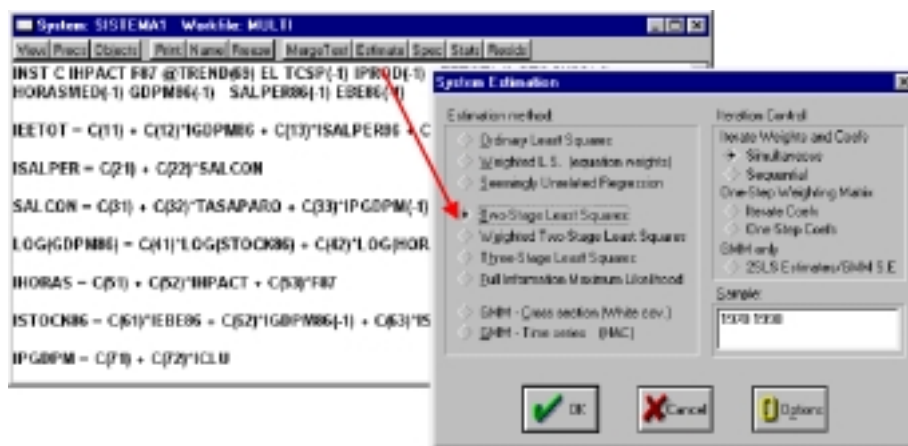 System: SISTEMA1 Workfile: MULTI
View Procs Objects Print Name Freeze MergeText Estimate Spec Stats Resids
INST C IHPACT F87 @TREND(69) EL TCSP(-1) IPROD(-1)
HORASMED(-1) GDPM86(-1) SALPER86(-1) EBE86(-1)
IEETOT = C(11) + C(12)*IGDPM86 + C(13)*ISALPER86 + C
ISALPER = C(21) + C(22)*SALCON
SALCON = C(31) + C(32)*TASAPARO + C(33)*IPGDPM(-1)
LOG(GDPM86) = C(41)*LOG(STOCK86) + C(42)*LOG(HOR
IHORAS = C(51) + C(52)*IHPACT + C(53)*F87
ISTOCK86 = C(61)*IEBE86 + C(62)*IGDPM86(-1) + C(63)*IS
IPGDPM = C(71) + C(72)*ICLU
System Estimation
Estimation method:
Ordinary Least Squares
Weighted L.S. (equation weights)
Seemingly Unrelated Regression
Two-Stage Least Squares
Weighted Two-Stage Least Squares
Three-Stage Least Squares
Full Information Maximum Likelihood
GMM - Cross section (White cov.)
GMM - Time series (HAC)
Iteration Control:
Iterate Weights and Coefs
Simultaneous
Sequential
One-Step Weighting Matrix
Iterate Coefs
One Step Coefs
GMM only
2SLS Estimates/GMM S.E.
Sample:
OK
Cancel
Options